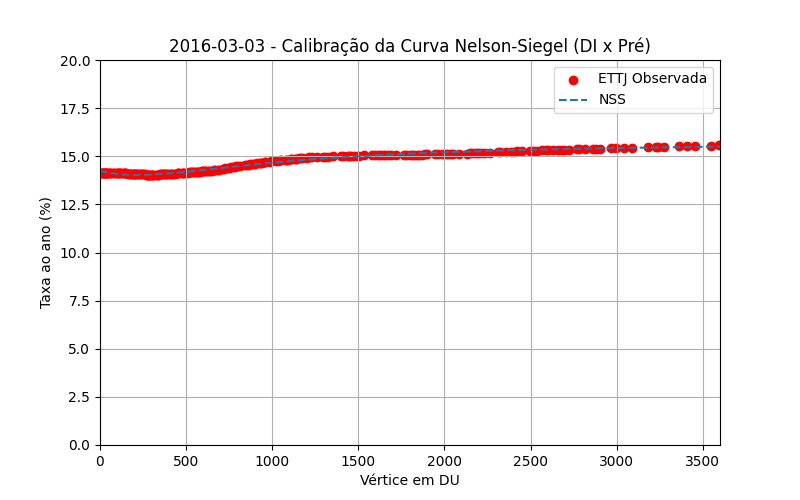 2016-03-03 - Calibração da Curva Nelson-Siegel (DI x Pré)
20.0
17.5
15.0
12.5
10.0
7.5
5.0
2.5
0.0
Taxa ao ano (%)
ETTJ Observada
NSS
0 500 1000 1500 2000 2500 3000 3500
Vértice em DU